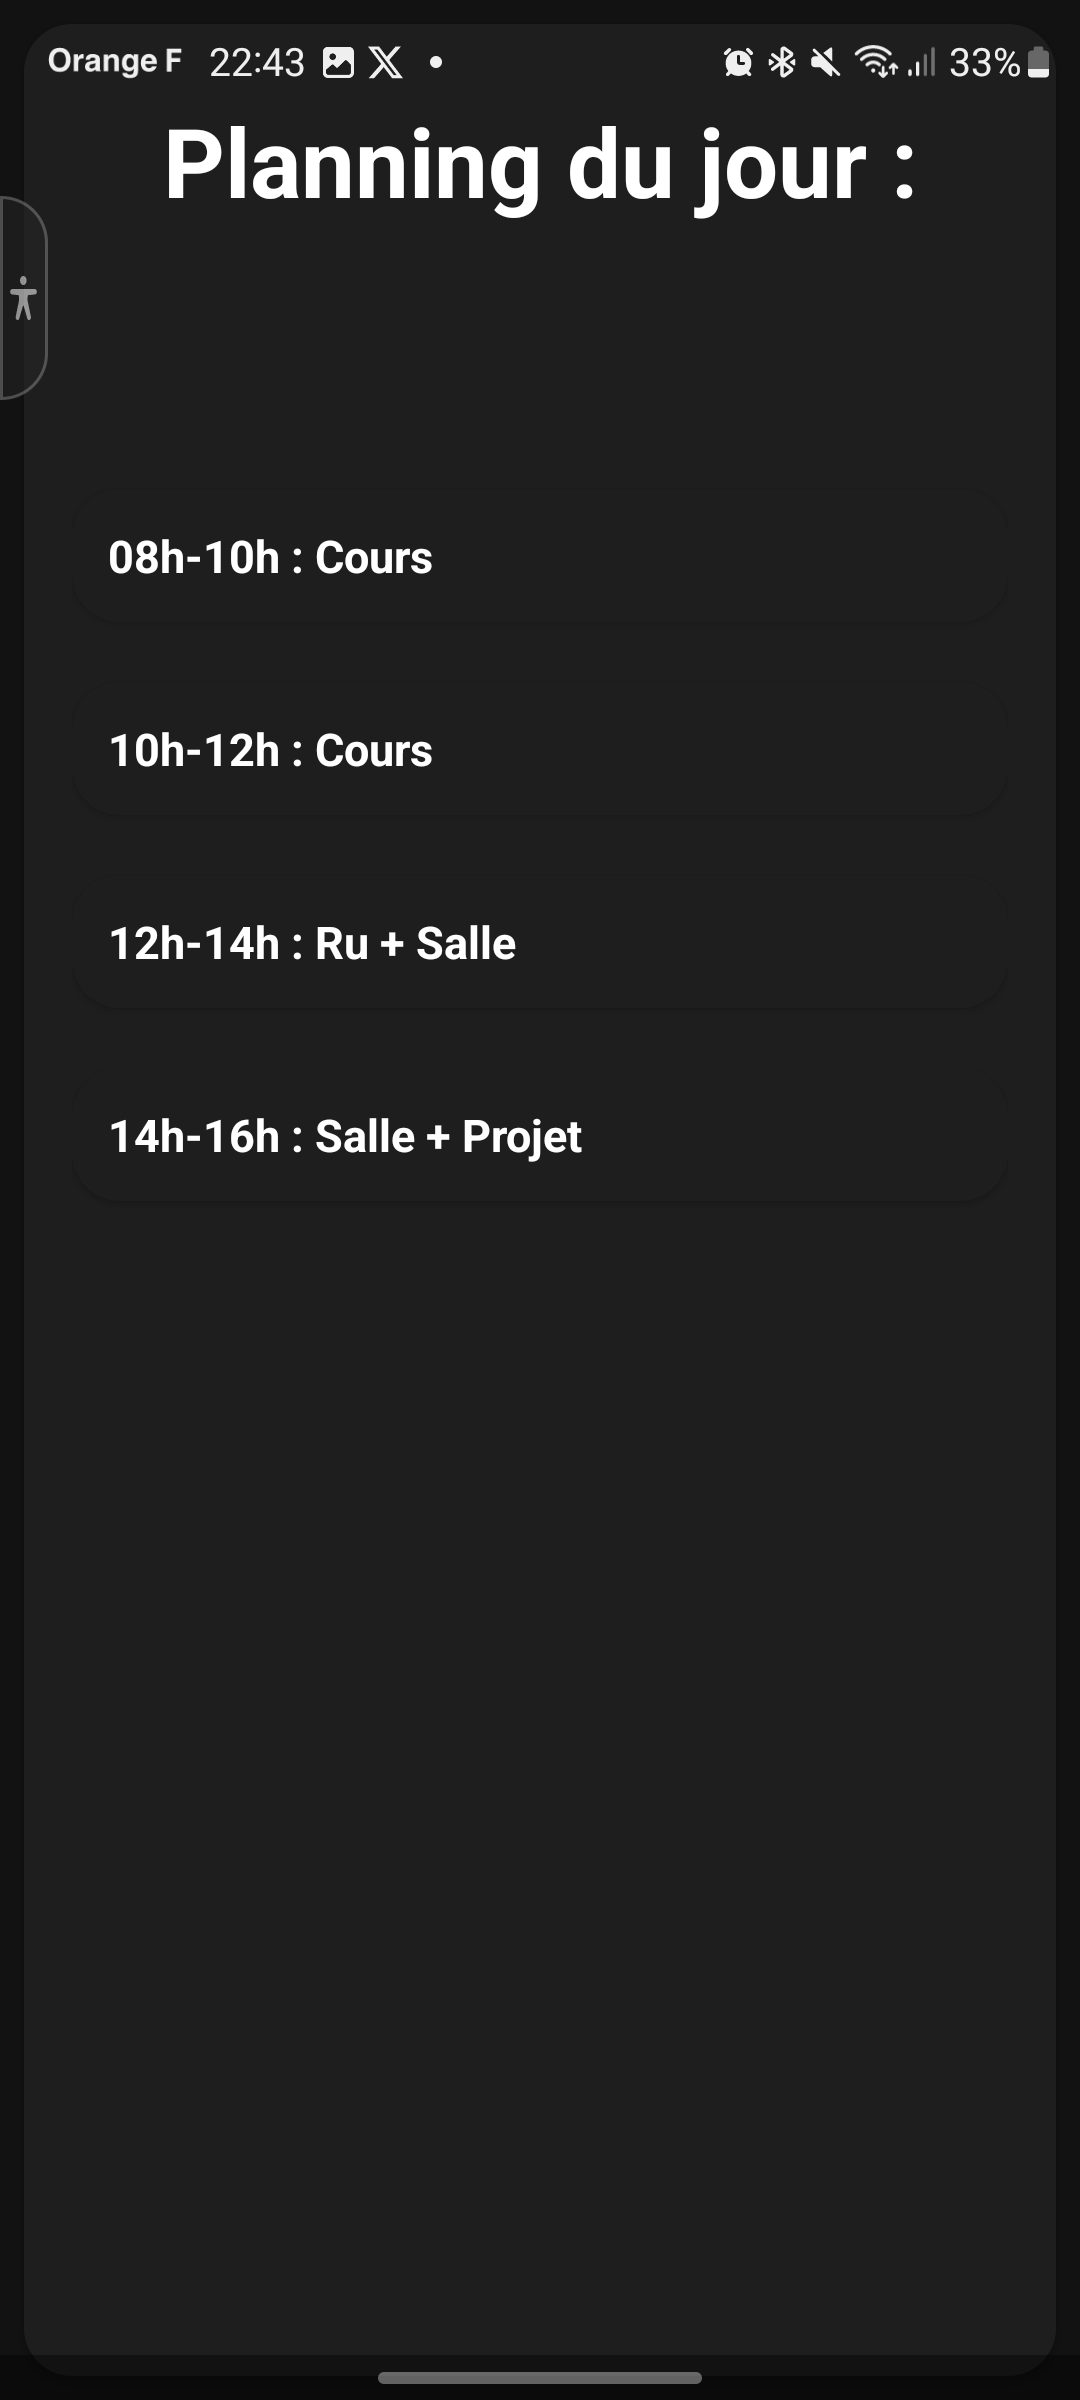 Orange F 22:43 33%
Planning du jour :
08h-10h : Cours
10h-12h : Cours
12h-14h : Ru + Salle
14h-16h : Salle + Projet